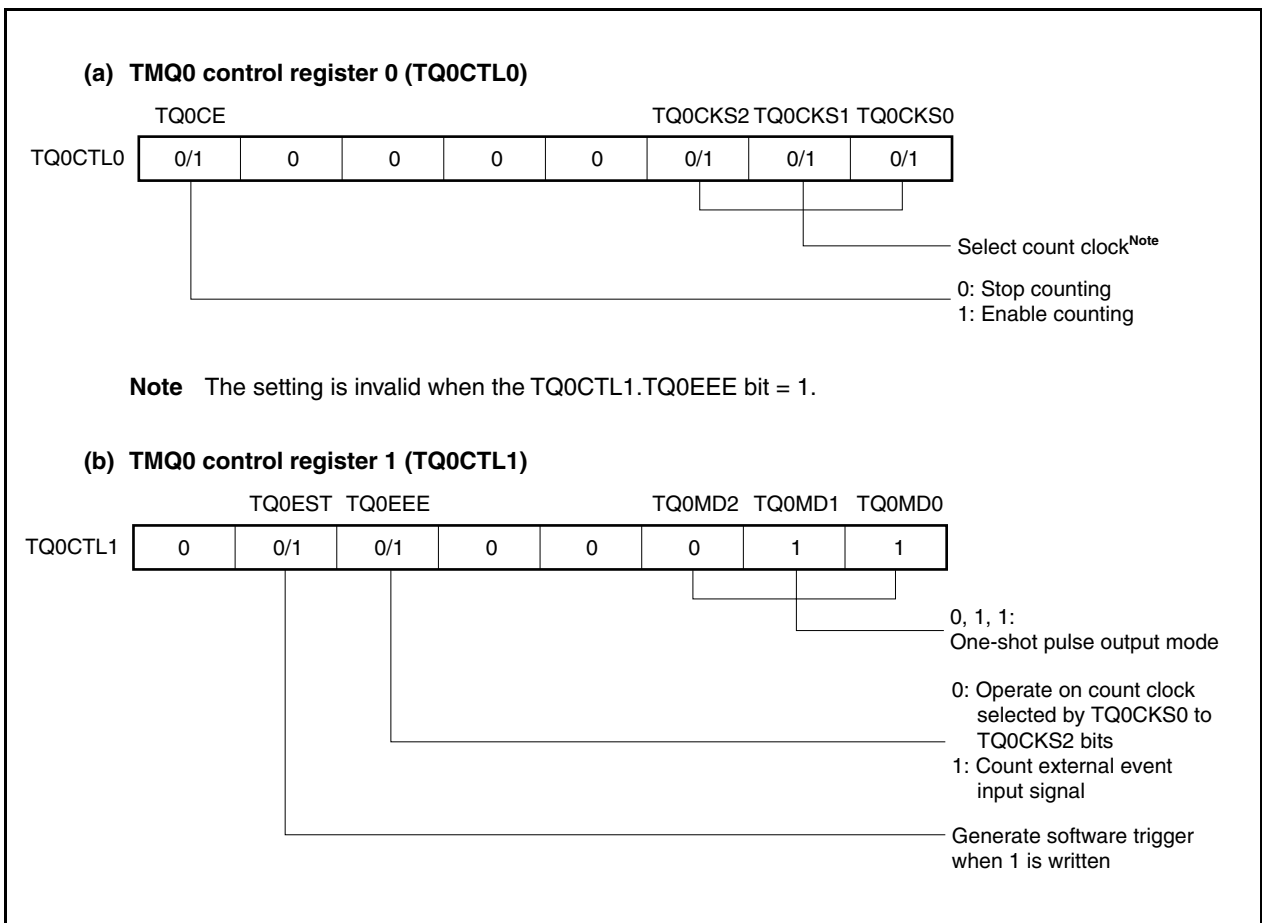 (a) TMQ0 control register 0 (TQ0CTL0)
TQ0CE TQ0CKS2 TQ0CKS1 TQ0CKS0
TQ0CTL0 0/1 0 0 0 0 0/1 0/1 0/1
Select count clockNote
0: Stop counting
1: Enable counting
Note The setting is invalid when the TQ0CTL1.TQ0EEE bit = 1.
(b) TMQ0 control register 1 (TQ0CTL1)
TQ0EST TQ0EEE TQ0MD2 TQ0MD1 TQ0MD0
TQ0CTL1 0 0/1 0/1 0 0 0 1 1
0, 1, 1:
One-shot pulse output mode
0: Operate on count clock
selected by TQ0CKS0 to
TQ0CKS2 bits
1: Count external event
input signal
Generate software trigger
when 1 is written